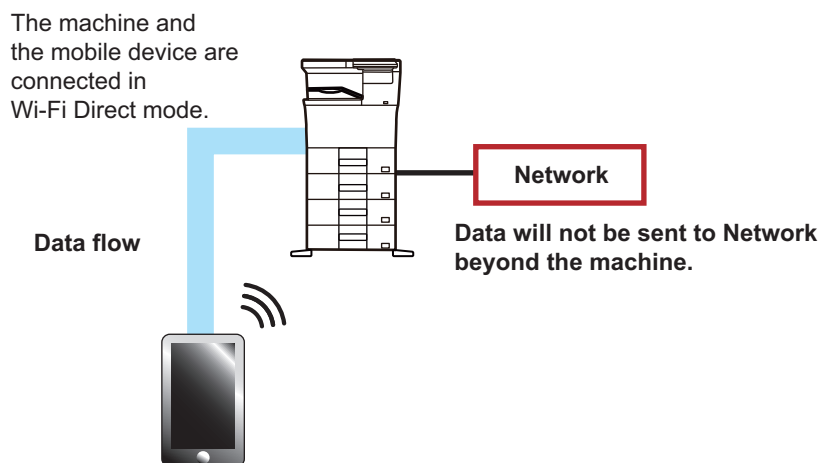 The machine and
the mobile device are
connected in
Wi-Fi Direct mode.
Network
Data flow
Data will not be sent to Network
beyond the machine.